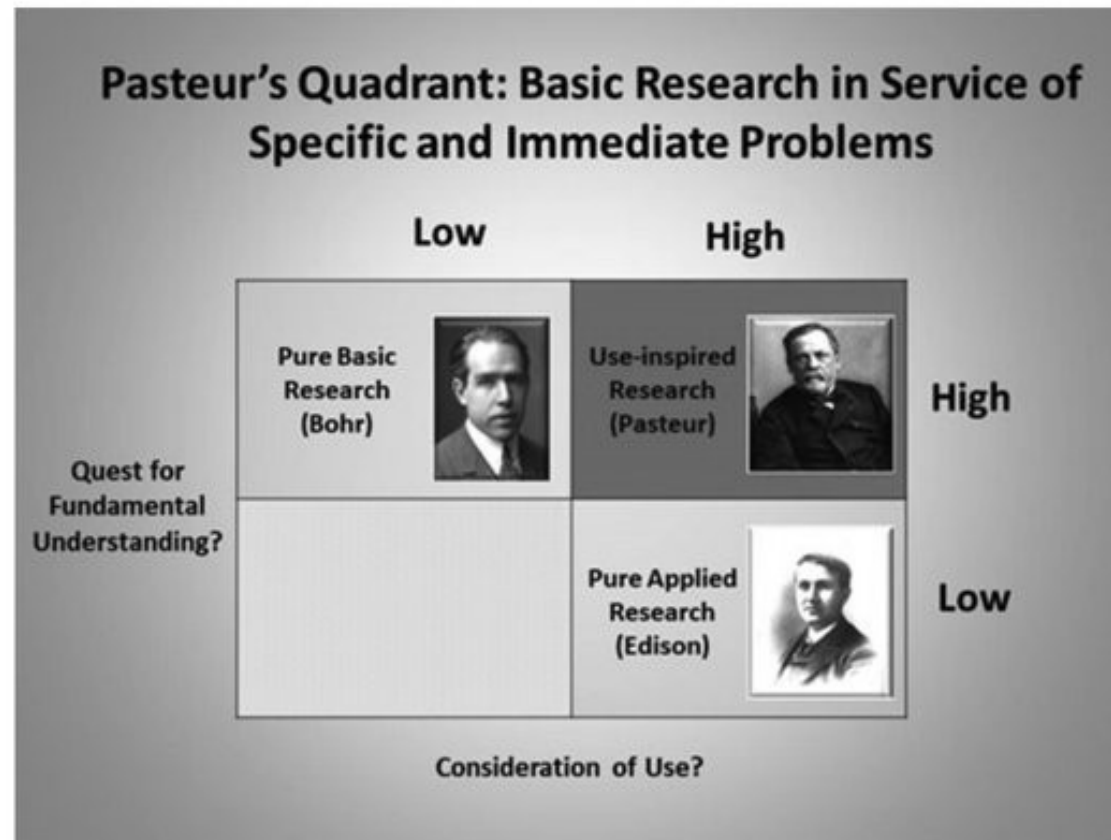 Pasteur's Quadrant: Basic Research in Service of
Specific and Immediate Problems
Low
High
Pure Basic
Research
(Bohr)
Use-inspired
Research
(Pasteur)
High
Quest for
Fundamental
Understanding?
Pure Applied
Research
(Edison)
Low
Consideration of Use?